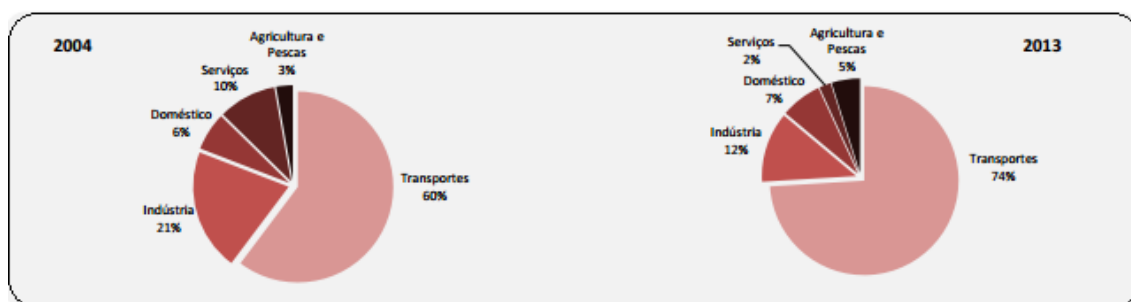 2004
Agricultura e
Pescas
3%
Serviços
10%
Doméstico
6%
Indústria
21%
Transportes
60%
2013
Agricultura e
Pescas
5%
Serviços
2%
Doméstico
7%
Indústria
12%
Transportes
74%